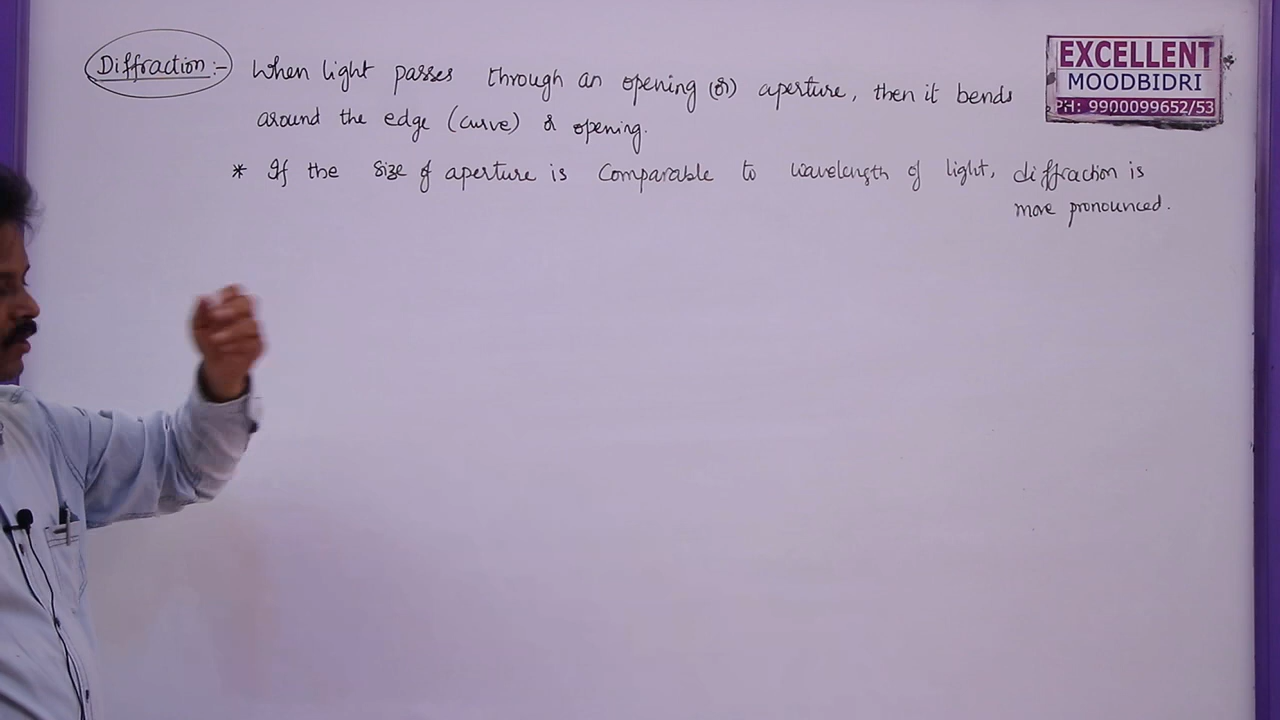 Diffraction :- When light passes through an opening (or) aperture, then it bends
around the edge (curve) & opening.
* If the size of aperture is comparable to wavelength of light, diffraction is
more pronounced.
EXCELLENT
MOODBIDRI
PH: 9900099652/53